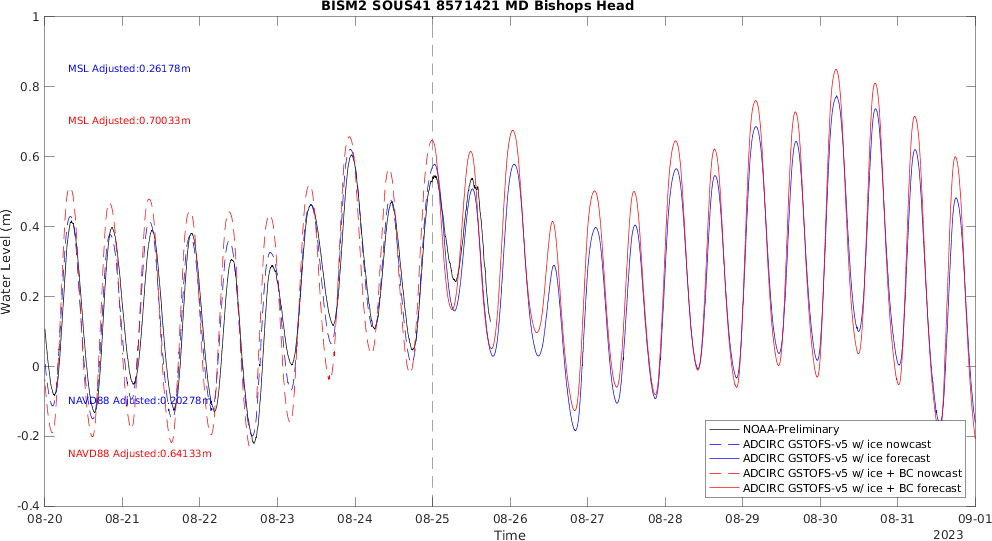 BISM2 SOUS41 8571421 MD Bishops Head
1
0.8
0.6
0.4
0.2
0
-0.2
-0.4
Water Level (m)
MSL Adjusted:0.26178m
MSL Adjusted:0.70033m
NAVD88 Adjusted:0.20278m
NAVD88 Adjusted:0.64133m
NOAA-Preliminary
ADCIRC GSTOFS-v5 w/ ice nowcast
ADCIRC GSTOFS-v5 w/ ice forecast
ADCIRC GSTOFS-v5 w/ ice + BC nowcast
ADCIRC GSTOFS-v5 w/ ice + BC forecast
08-20 08-21 08-22 08-23 08-24 08-25 08-26 08-27 08-28 08-29 08-30 08-31 09-01
Time
2023